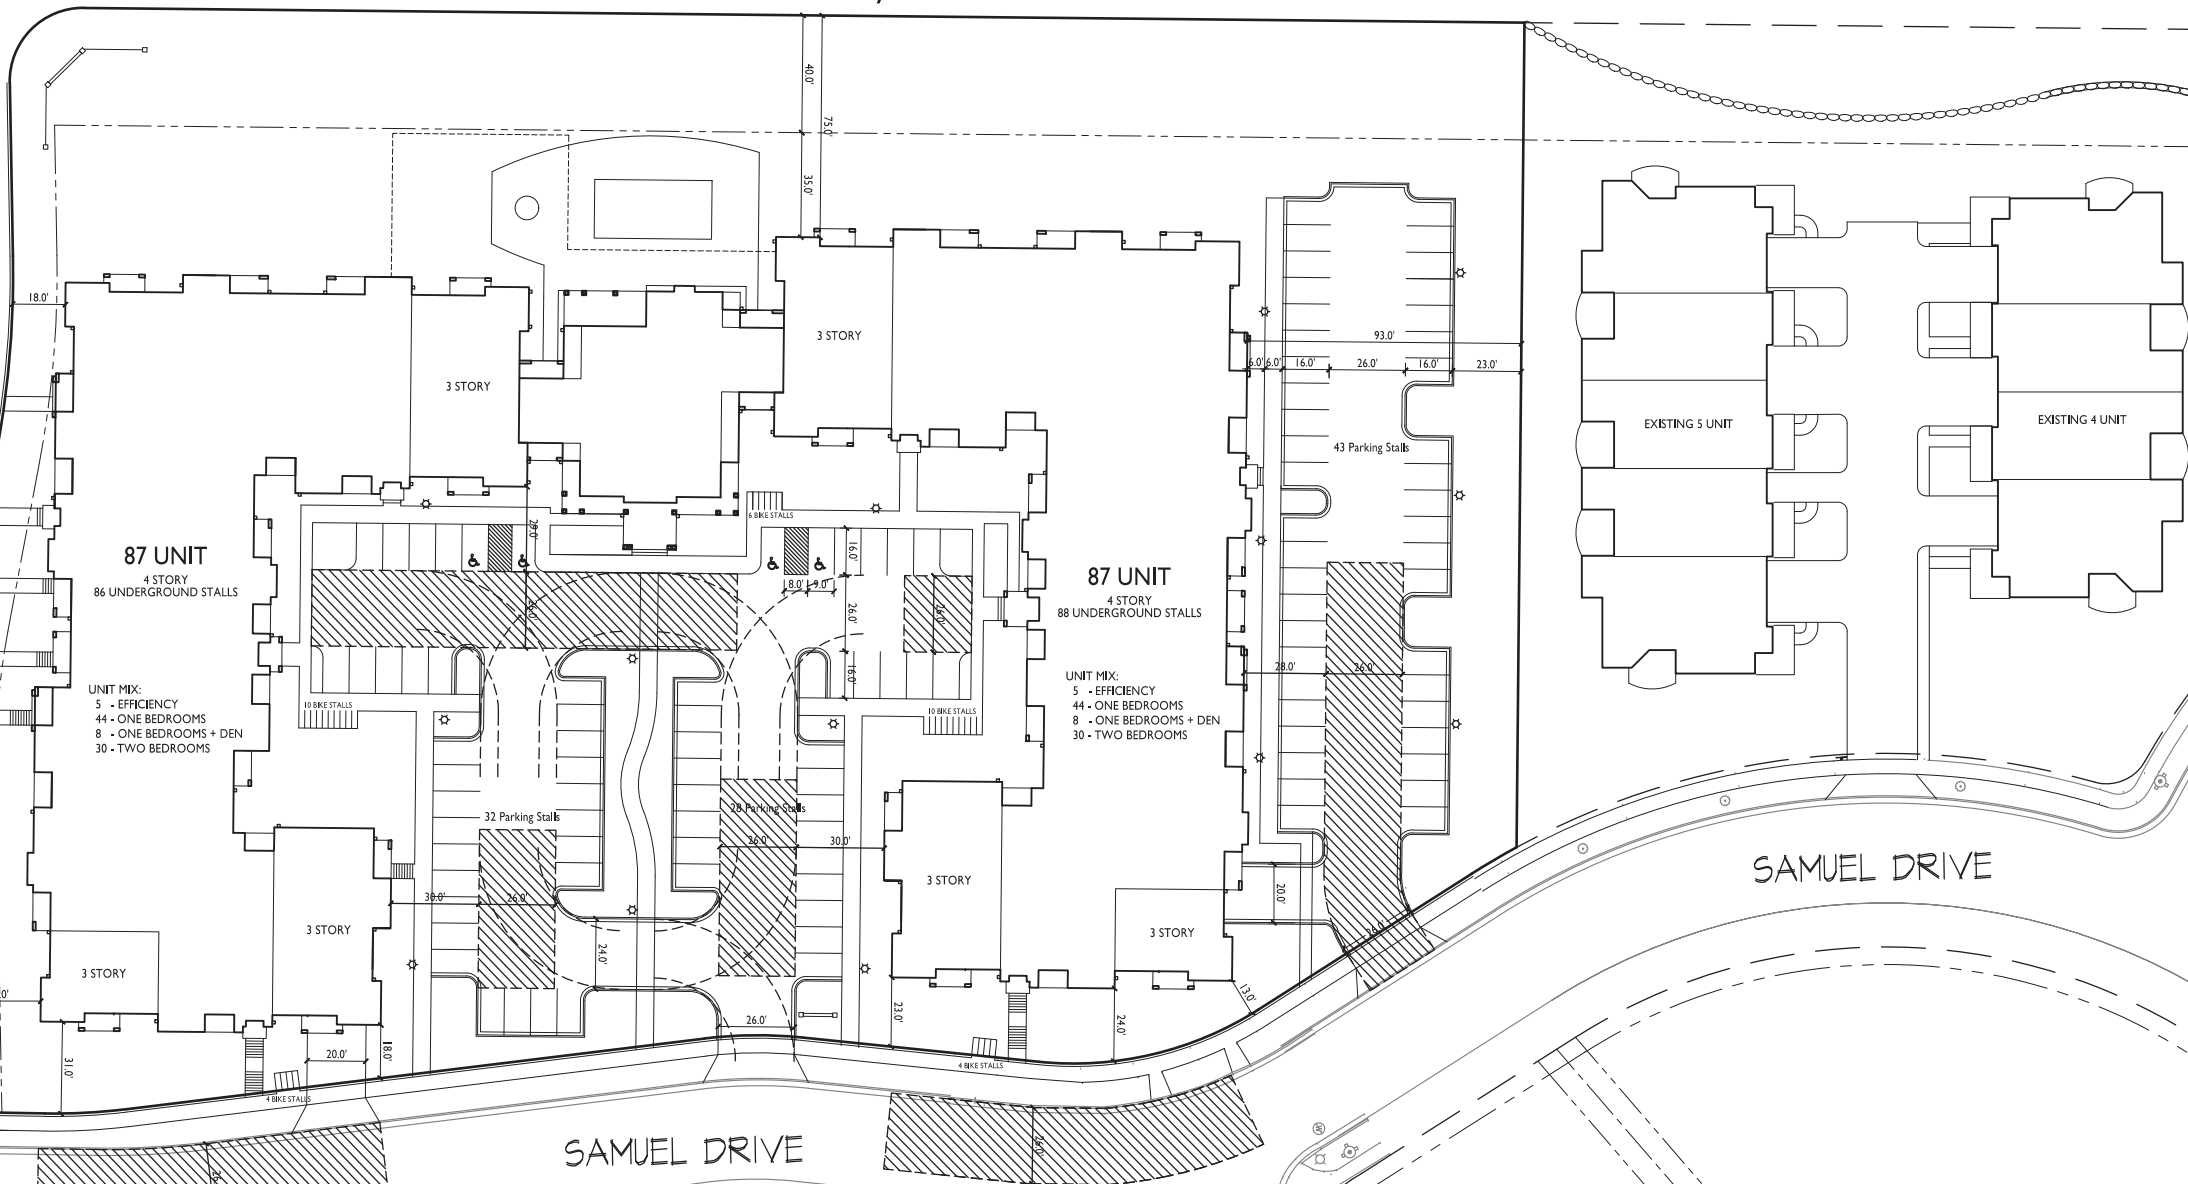 40.0'
75.0'
35.0'
18.0'
3 STORY
3 STORY
93.0'
6.0' 6.0' 16.0' 26.0' 16.0' 23.0'
EXISTING 5 UNIT
EXISTING 4 UNIT
43 Parking Stalls
6 BIKE STALLS
29.0'
16.0'
87 UNIT
4 STORY
86 UNDERGROUND STALLS
8.0' 9.0'
26.0'
26.0'
26.0'
16.0'
87 UNIT
4 STORY
88 UNDERGROUND STALLS
28.0' 26.0'
UNIT MIX:
5 - EFFICIENCY
44 - ONE BEDROOMS
8 - ONE BEDROOMS + DEN
30 - TWO BEDROOMS
10 BIKE STALLS
10 BIKE STALLS
UNIT MIX:
5 - EFFICIENCY
44 - ONE BEDROOMS
8 - ONE BEDROOMS + DEN
30 - TWO BEDROOMS
32 Parking Stalls
28 Parking Stalls
26.0' 30.0'
30.0' 26.0'
3 STORY
20.0'
SAMUEL DRIVE
3 STORY
3 STORY
24.0'
26.0'
3 STORY
13.0'
23.0'
24.0'
26.0'
31.0'
20.0'
18.0'
4 BIKE STALLS
4 BIKE STALLS
SAMUEL DRIVE
26.0'